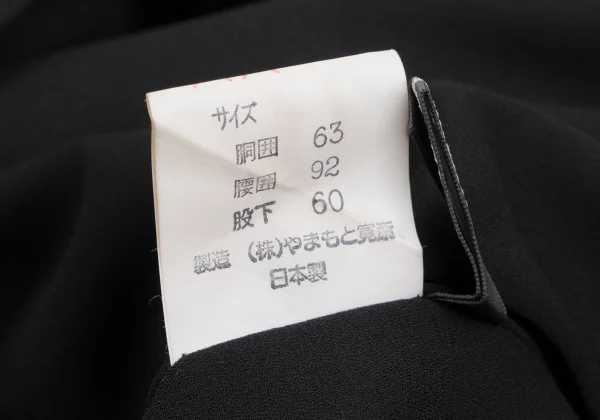 サイズ
胴囲 63
腰囲 92
股下 60
製造 (株)やまもと寛斎
日本製